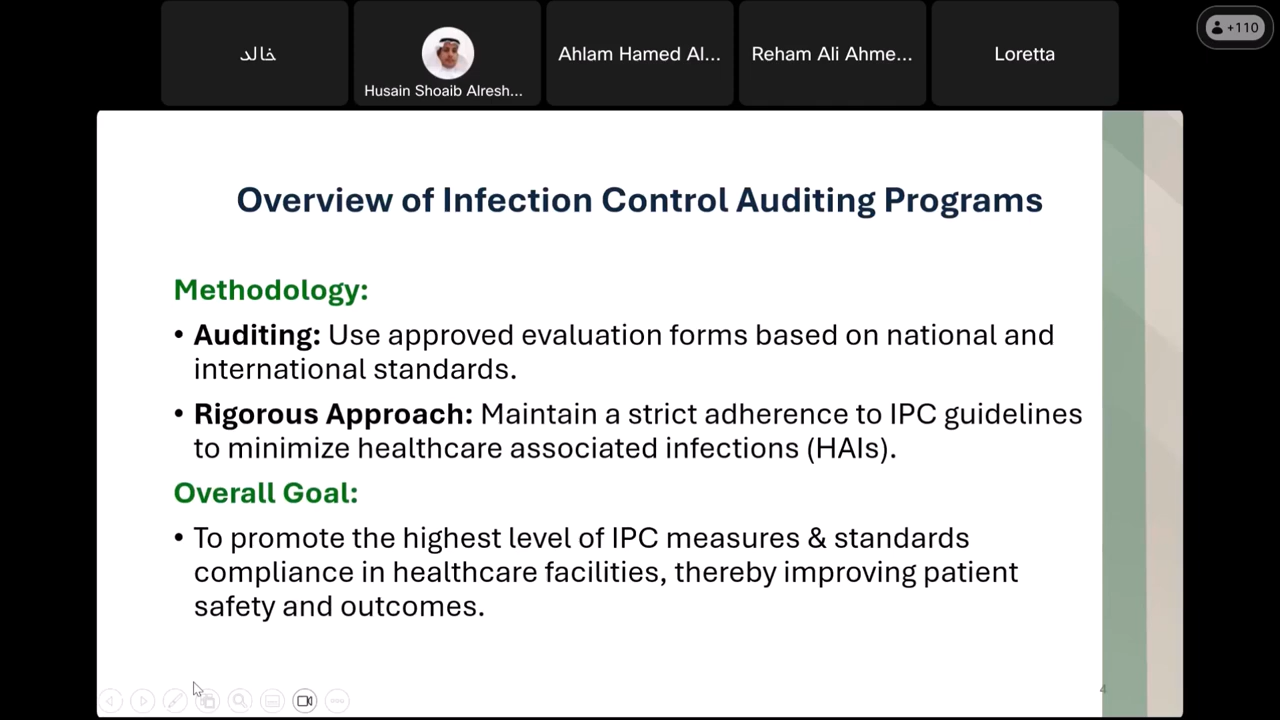 خالد
Husain Shoaib Alresh...
Ahlam Hamed Al...
Reham Ali Ahme...
Loretta
+110
Overview of Infection Control Auditing Programs
Methodology:
• Auditing: Use approved evaluation forms based on national and
international standards.
• Rigorous Approach: Maintain a strict adherence to IPC guidelines
to minimize healthcare associated infections (HAIs).
Overall Goal:
• To promote the highest level of IPC measures & standards
compliance in healthcare facilities, thereby improving patient
safety and outcomes.
4